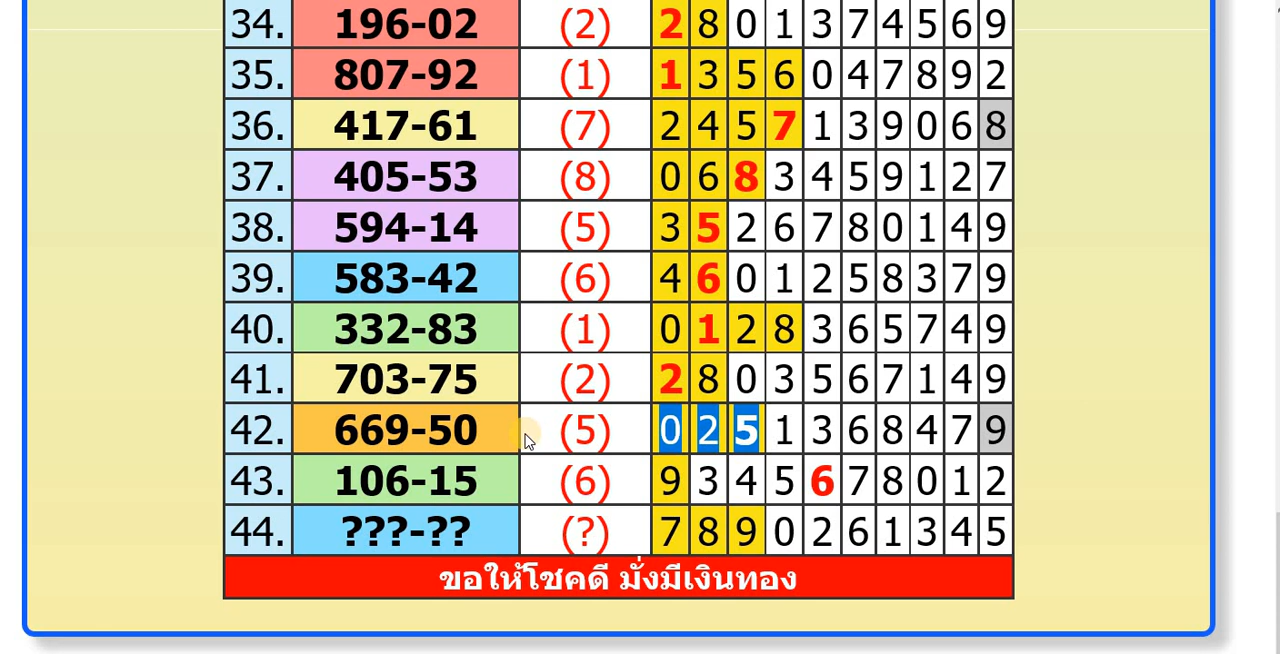 34. 196-02 (2) 2 8 0 1 3 7 4 5 6 9
35. 807-92 (1) 1 3 5 6 0 4 7 8 9 2
36. 417-61 (7) 2 4 5 7 1 3 9 0 6 8
37. 405-53 (8) 0 6 8 3 4 5 9 1 2 7
38. 594-14 (5) 3 5 2 6 7 8 0 1 4 9
39. 583-42 (6) 4 6 0 1 2 5 8 3 7 9
40. 332-83 (1) 0 1 2 8 3 6 5 7 4 9
41. 703-75 (2) 2 8 0 3 5 6 7 1 4 9
42. 669-50 (5) 0 2 5 1 3 6 8 4 7 9
43. 106-15 (6) 9 3 4 5 6 7 8 0 1 2
44. ???-?? (?) 7 8 9 0 2 6 1 3 4 5
ขอให้โชคดี มั่งมีเงินทอง